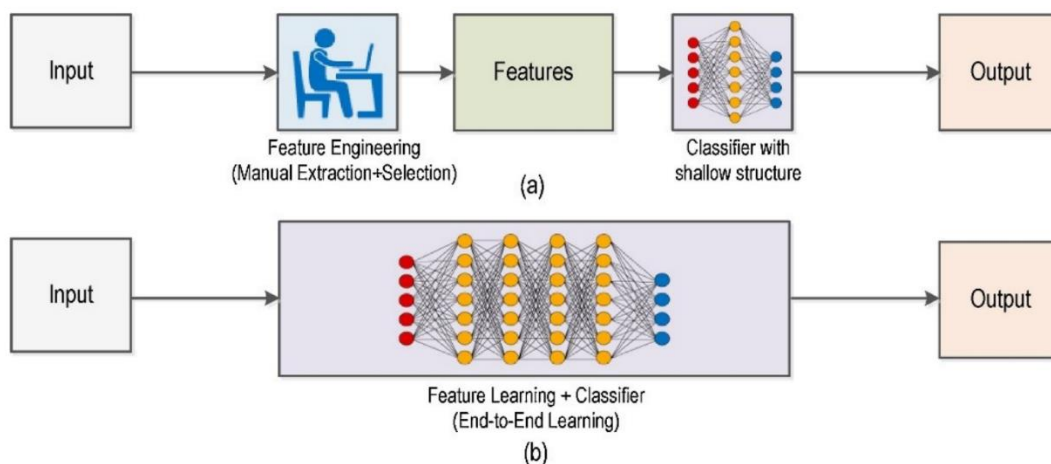 Input
Features
Output
Feature Engineering
(Manual Extraction+Selection)
Classifier with
shallow structure
(a)
Input
Output
Feature Learning + Classifier
(End-to-End Learning)
(b)